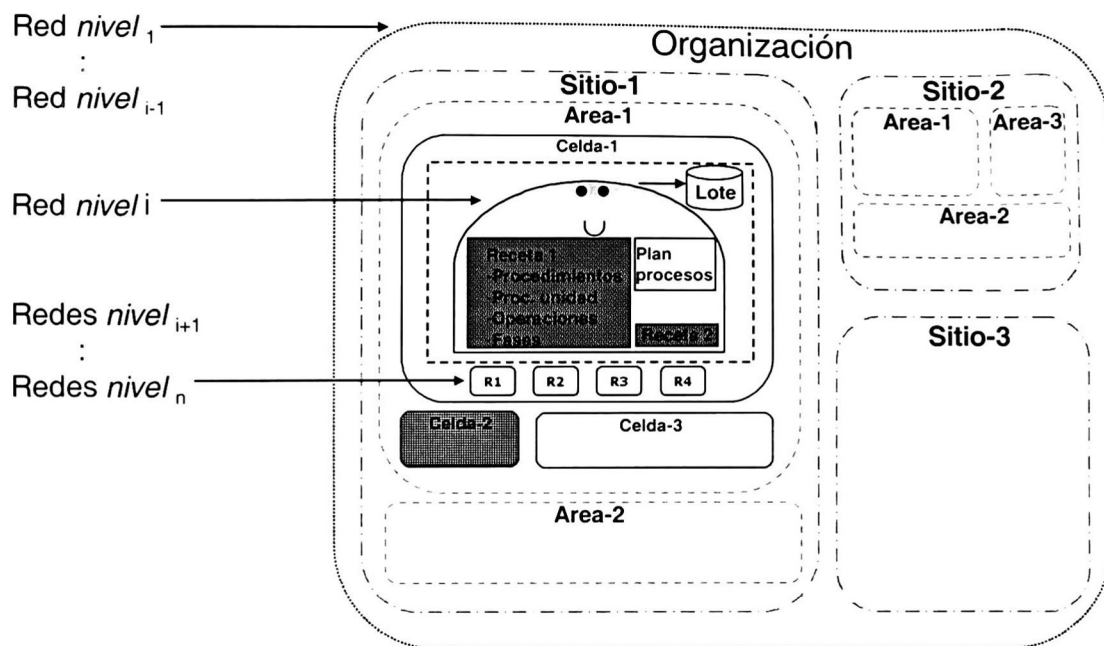 Red nivel 1
:
Red nivel i-1
Red nivel i
Redes nivel i+1
:
Redes nivel n
Organización
Sitio-1
Area-1
Celda-1
Lote
Receta 1
-Procedimientos
-Proc. unidad
-Operaciones
-Fases
Plan
procesos
Receta 2
R1 R2 R3 R4
Celda-2
Celda-3
Area-2
Sitio-2
Area-1
Area-3
Area-2
Sitio-3